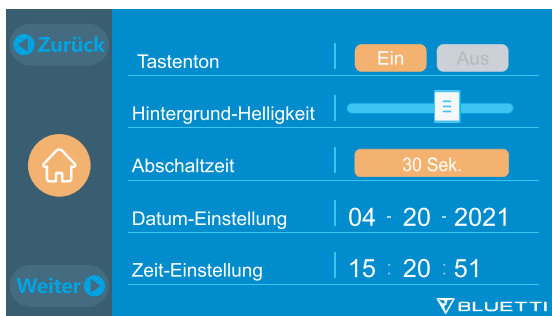 Zurück
Tastenton Ein Aus
Hintergrund-Helligkeit
Abschaltzeit 30 Sek.
Datum-Einstellung 04 - 20 - 2021
Zeit-Einstellung 15 : 20 : 51
Weiter
BLUETTI